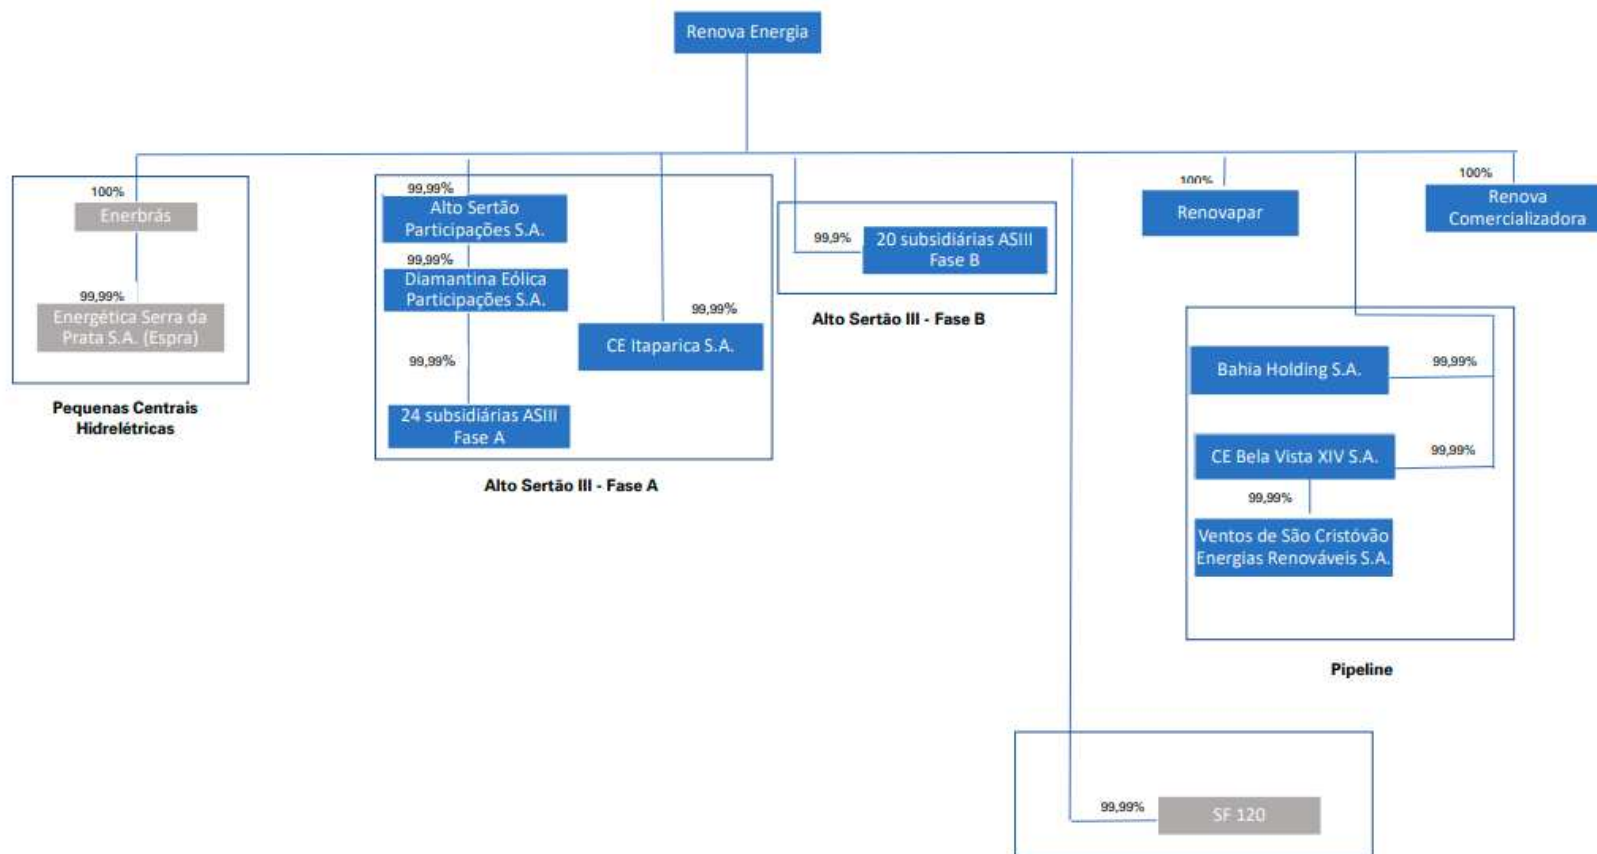 Renova Energia
100%
Enerbrás
99,99%
Energética Serra da
Prata S.A. (Espra)
Pequenas Centrais
Hidrelétricas
99,99%
Alto Sertão
Participações S.A.
99,99%
Diamantina Eólica
Participações S.A.
99,99%
24 subsidiárias ASIII
Fase A
99,99%
CE Itaparica S.A.
Alto Sertão III - Fase A
99,9%
20 subsidiárias ASIII
Fase B
Alto Sertão III - Fase B
100%
Renovapar
100%
Renova
Comercializadora
Bahia Holding S.A.
99,99%
CE Bela Vista XIV S.A.
99,99%
99,99%
Ventos de São Cristóvão
Energias Renováveis S.A.
Pipeline
99,99%
SF 120